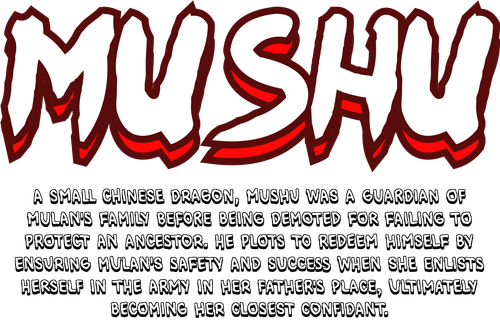 MUSHU
A SMALL CHINESE DRAGON, MUSHU WAS A GUARDIAN OF
MULAN'S FAMILY BEFORE BEING DEMOTED FOR FAILING TO
PROTECT AN ANCESTOR. HE PLOTS TO REDEEM HIMSELF BY
ENSURING MULAN'S SAFETY AND SUCCESS WHEN SHE ENLISTS
HERSELF IN THE ARMY IN HER FATHER'S PLACE, ULTIMATELY
BECOMING HER CLOSEST CONFIDANT.